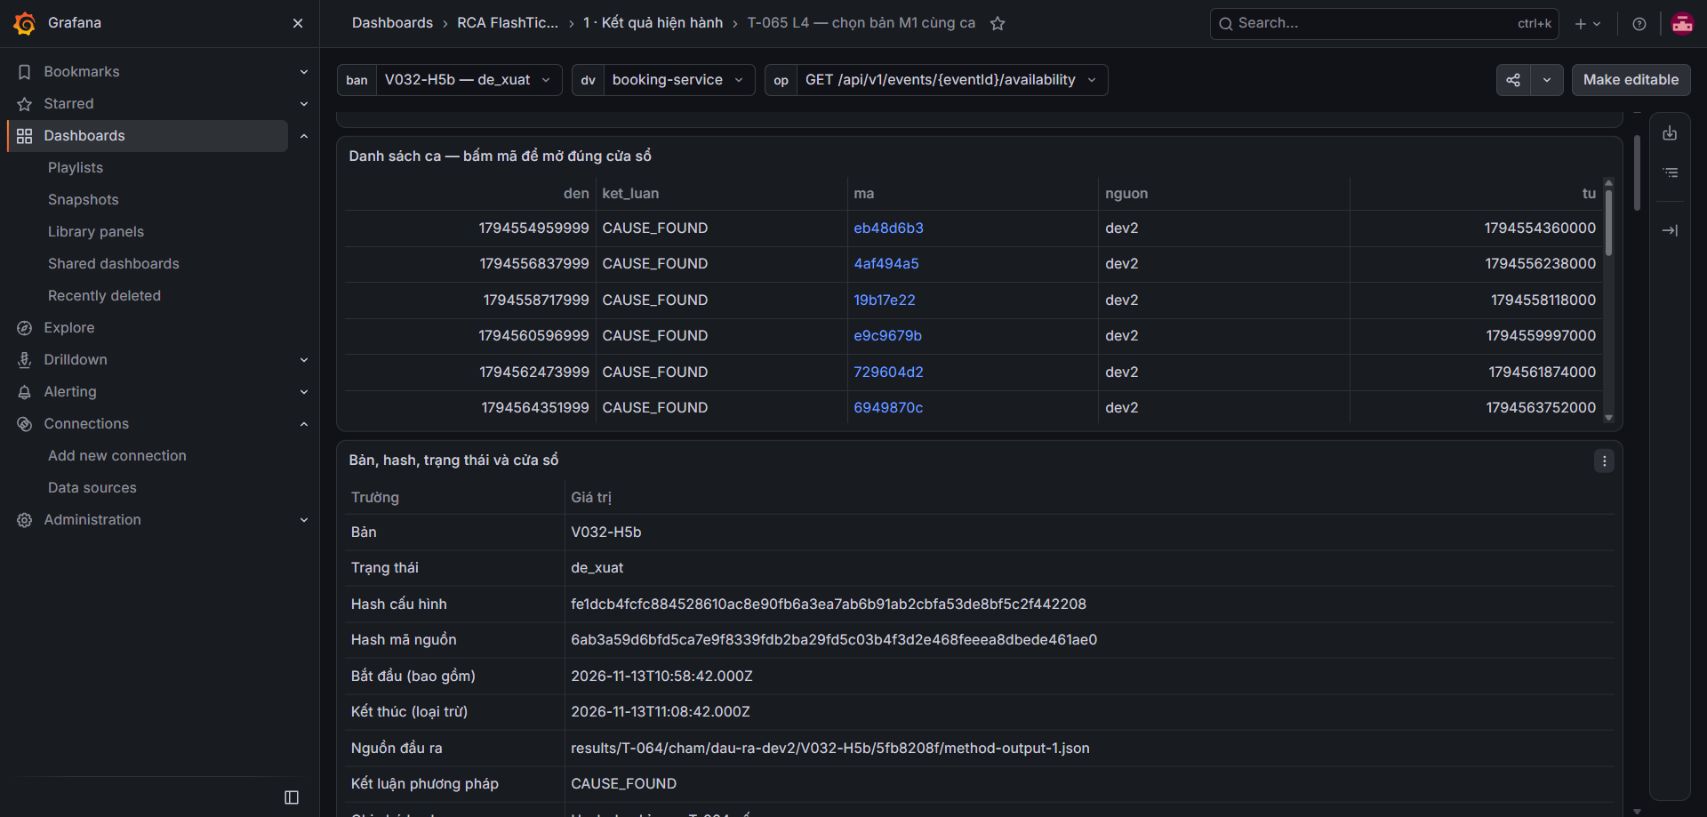 Grafana
Dashboards › RCA FlashTic... › 1 · Kết quả hiện hành › T-065 L4 — chọn bản M1 cùng ca
Search... ctrl+k
Bookmarks
Starred
Dashboards
Playlists
Snapshots
Library panels
Shared dashboards
Recently deleted
Explore
Drilldown
Alerting
Connections
Add new connection
Data sources
Administration
ban V032-H5b — de_xuat dv booking-service op GET /api/v1/events/{eventId}/availability
Make editable
Danh sách ca — bấm mã để mở đúng cửa sổ
den ket_luan ma nguon tu
1794554959999 CAUSE_FOUND eb48d6b3 dev2 1794554360000
1794556837999 CAUSE_FOUND 4af494a5 dev2 1794556238000
1794558717999 CAUSE_FOUND 19b17e22 dev2 1794558118000
1794560596999 CAUSE_FOUND e9c9679b dev2 1794559997000
1794562473999 CAUSE_FOUND 729604d2 dev2 1794561874000
1794564351999 CAUSE_FOUND 6949870c dev2 1794563752000
Bản, hash, trạng thái và cửa sổ
Trường Giá trị
Bản V032-H5b
Trạng thái de_xuat
Hash cấu hình fe1dcb4fcfc884528610ac8e90fb6a3ea7ab6b91ab2cbfa53de8bf5c2f442208
Hash mã nguồn 6ab3a59d6bfd5ca7e9f8339fdb2ba29fd5c03b4f3d2e468feeea8dbede461ae0
Bắt đầu (bao gồm) 2026-11-13T10:58:42.000Z
Kết thúc (loại trừ) 2026-11-13T11:08:42.000Z
Nguồn đầu ra results/T-064/cham/dau-ra-dev2/V032-H5b/5fb8208f/method-output-1.json
Kết luận phương pháp CAUSE_FOUND